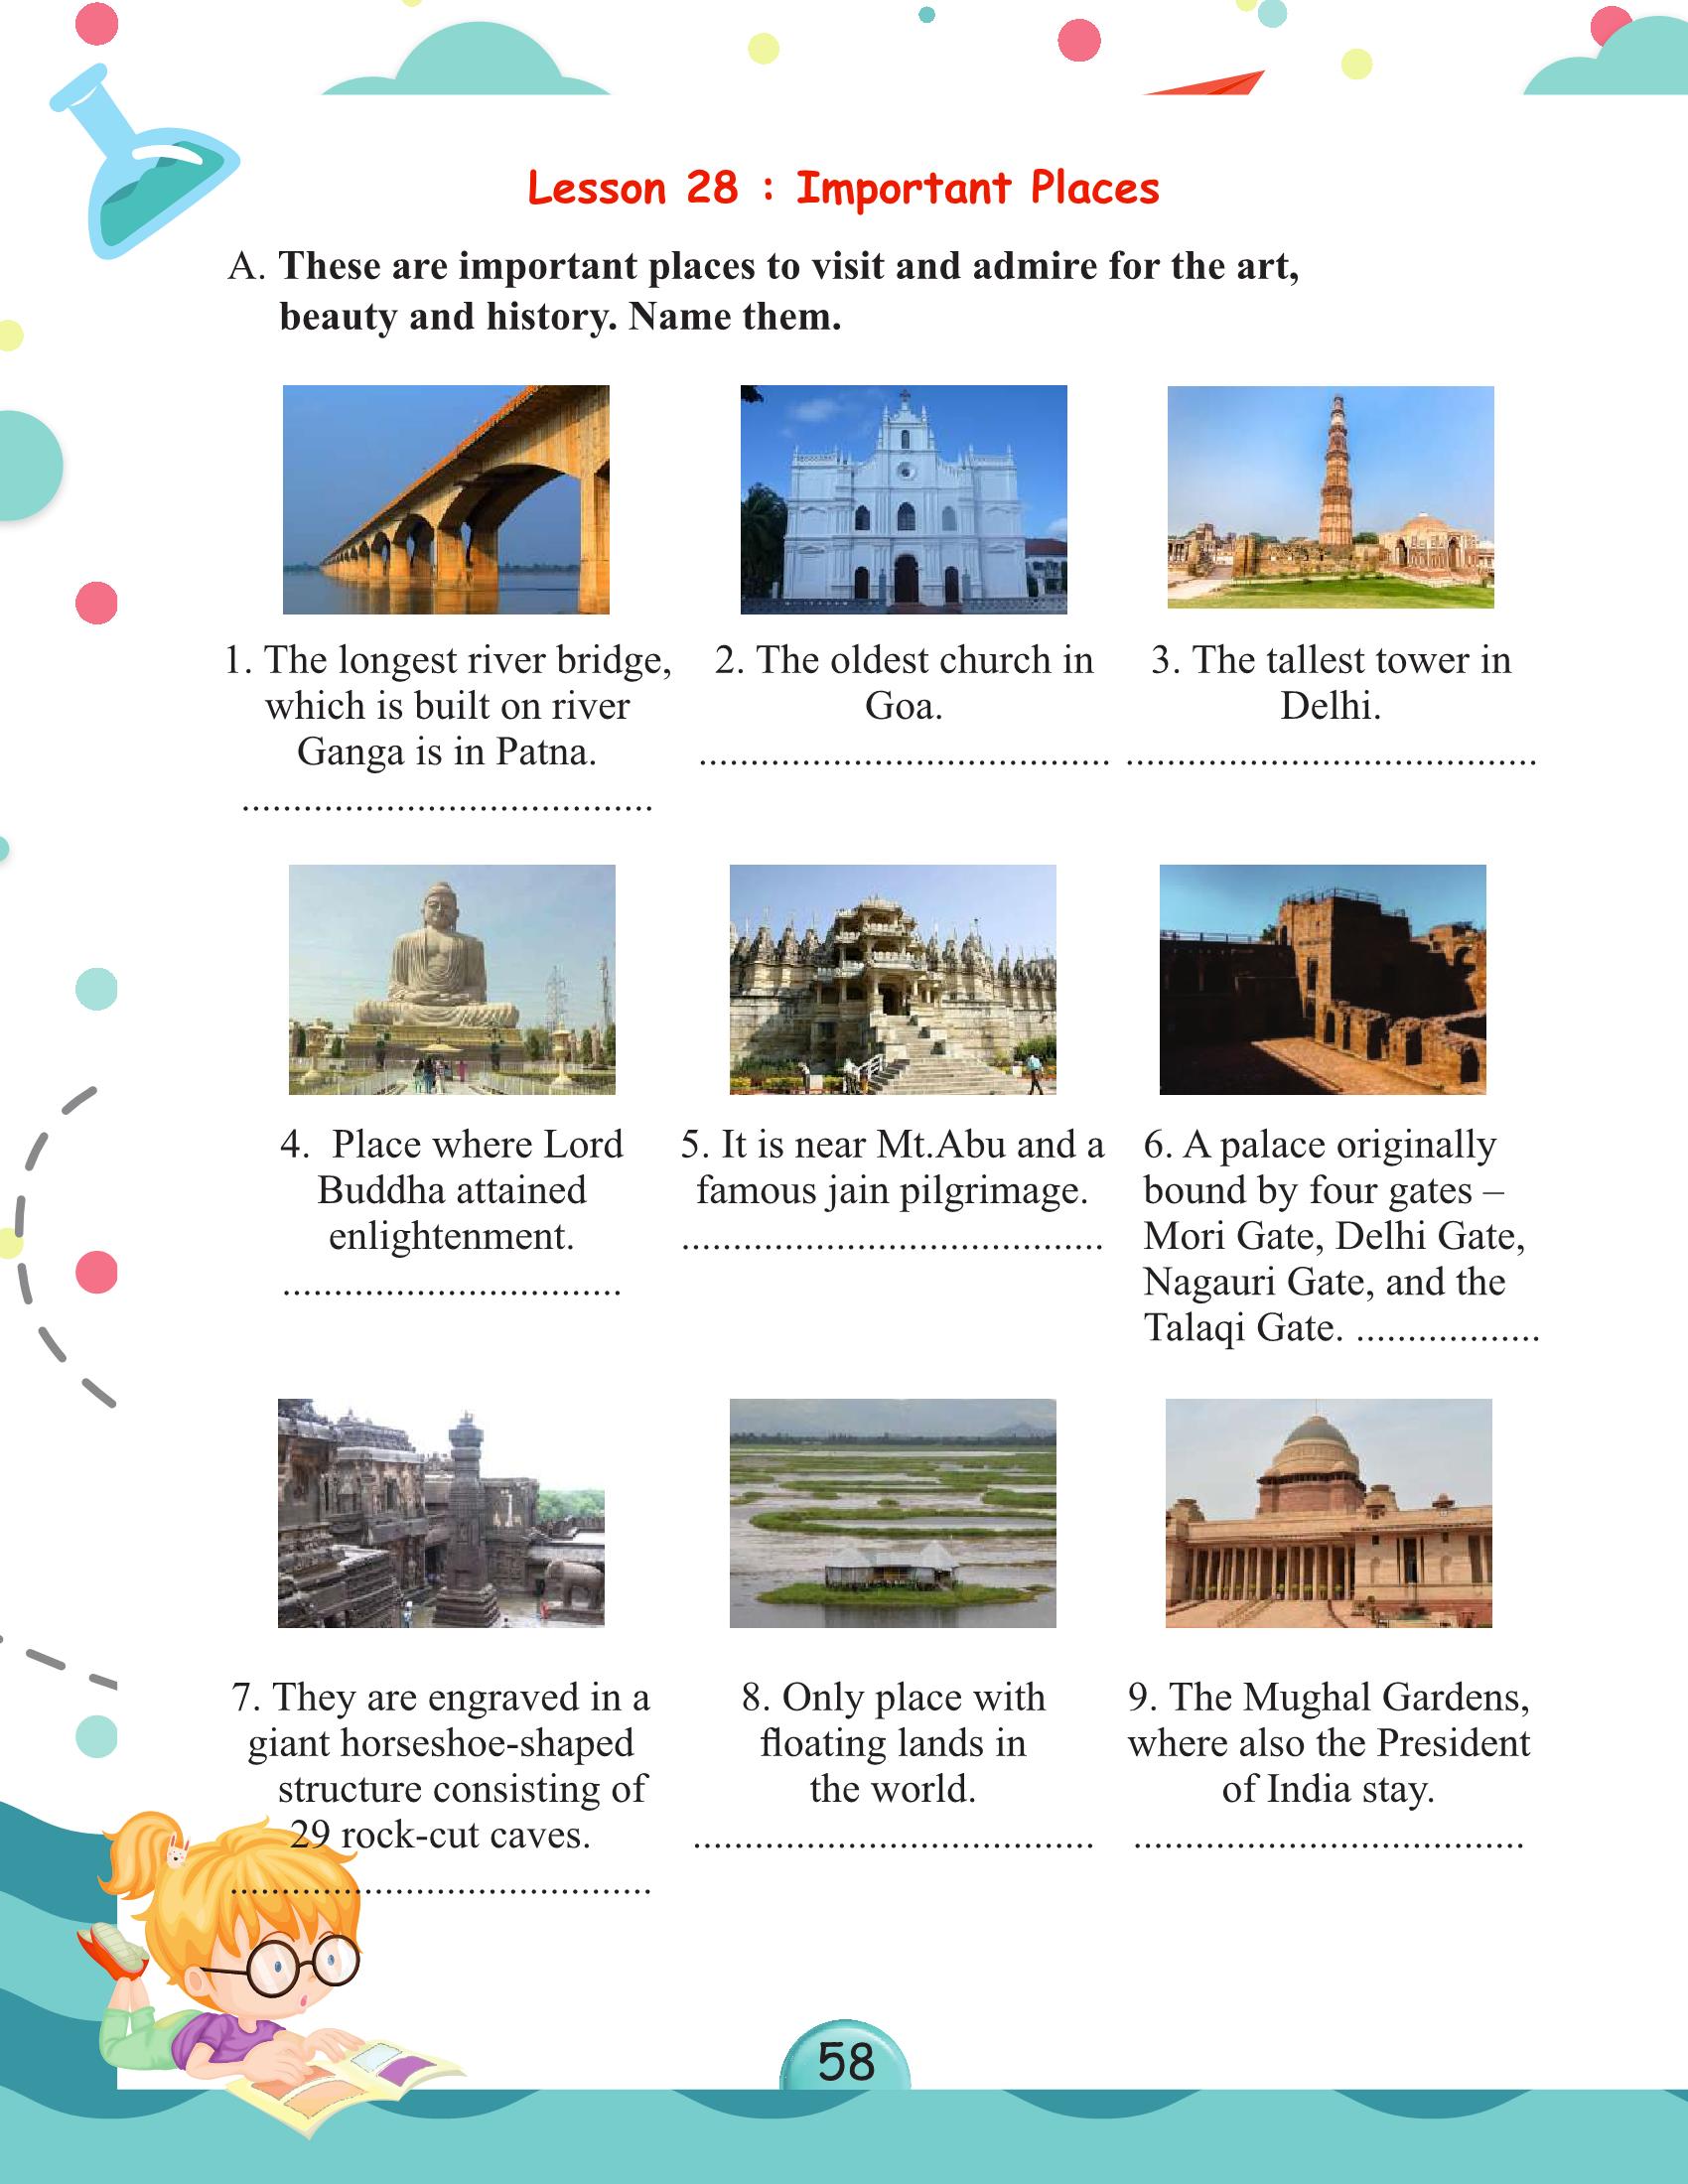 Lesson 28 : Important Places
A. These are important places to visit and admire for the art,
beauty and history. Name them.
1. The longest river bridge,
which is built on river
Ganga is in Patna.
........................................
2. The oldest church in
Goa.
........................................
3. The tallest tower in
Delhi.
........................................
4. Place where Lord
Buddha attained
enlightenment.
.................................
5. It is near Mt.Abu and a
famous jain pilgrimage.
.........................................
6. A palace originally
bound by four gates –
Mori Gate, Delhi Gate,
Nagauri Gate, and the
Talaqi Gate. ..................
7. They are engraved in a
giant horseshoe-shaped
structure consisting of
29 rock-cut caves.
.........................................
8. Only place with
floating lands in
the world.
.......................................
9. The Mughal Gardens,
where also the President
of India stay.
......................................
58